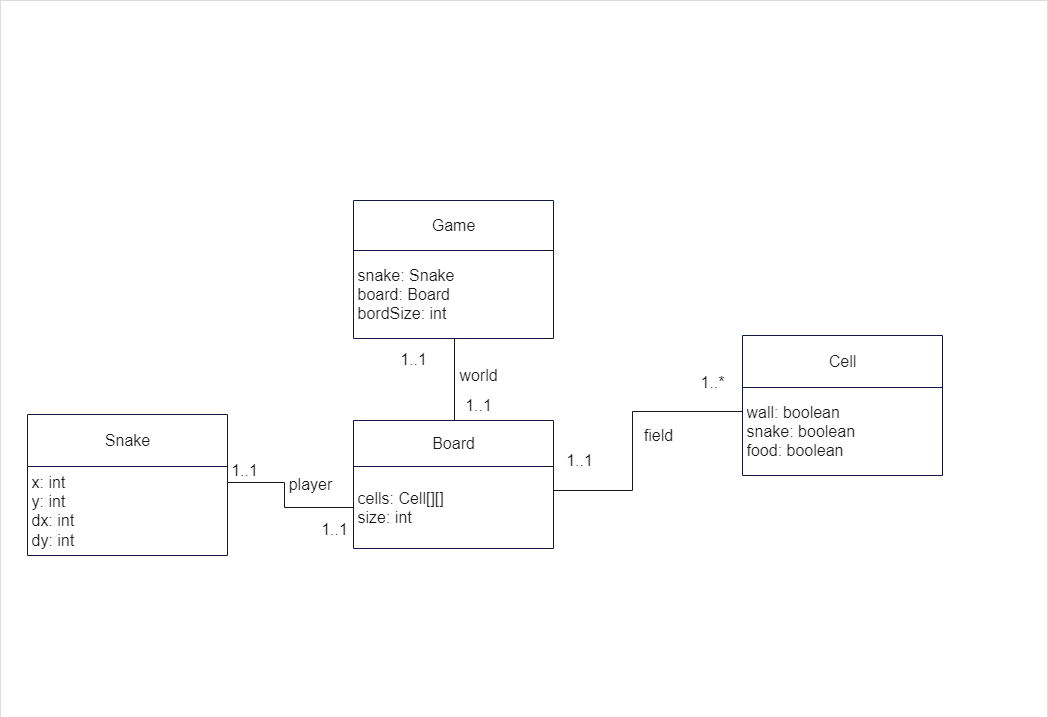 Game
snake: Snake
board: Board
bordSize: int
1..1
world
1..1
Cell
wall: boolean
snake: boolean
food: boolean
1..*
field
1..1
Board
cells: Cell[][]
size: int
Snake
x: int
y: int
dx: int
dy: int
1..1
player
1..1